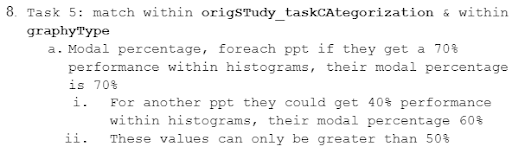 8. Task 5: match within origSTudy_taskCAtegorization & within
graphyType
a. Modal percentage, foreach ppt if they get a 70%
performance within histograms, their modal percentage
is 70%
i. For another ppt they could get 40% performance
within histograms, their modal percentage 60%
ii. These values can only be greater than 50%